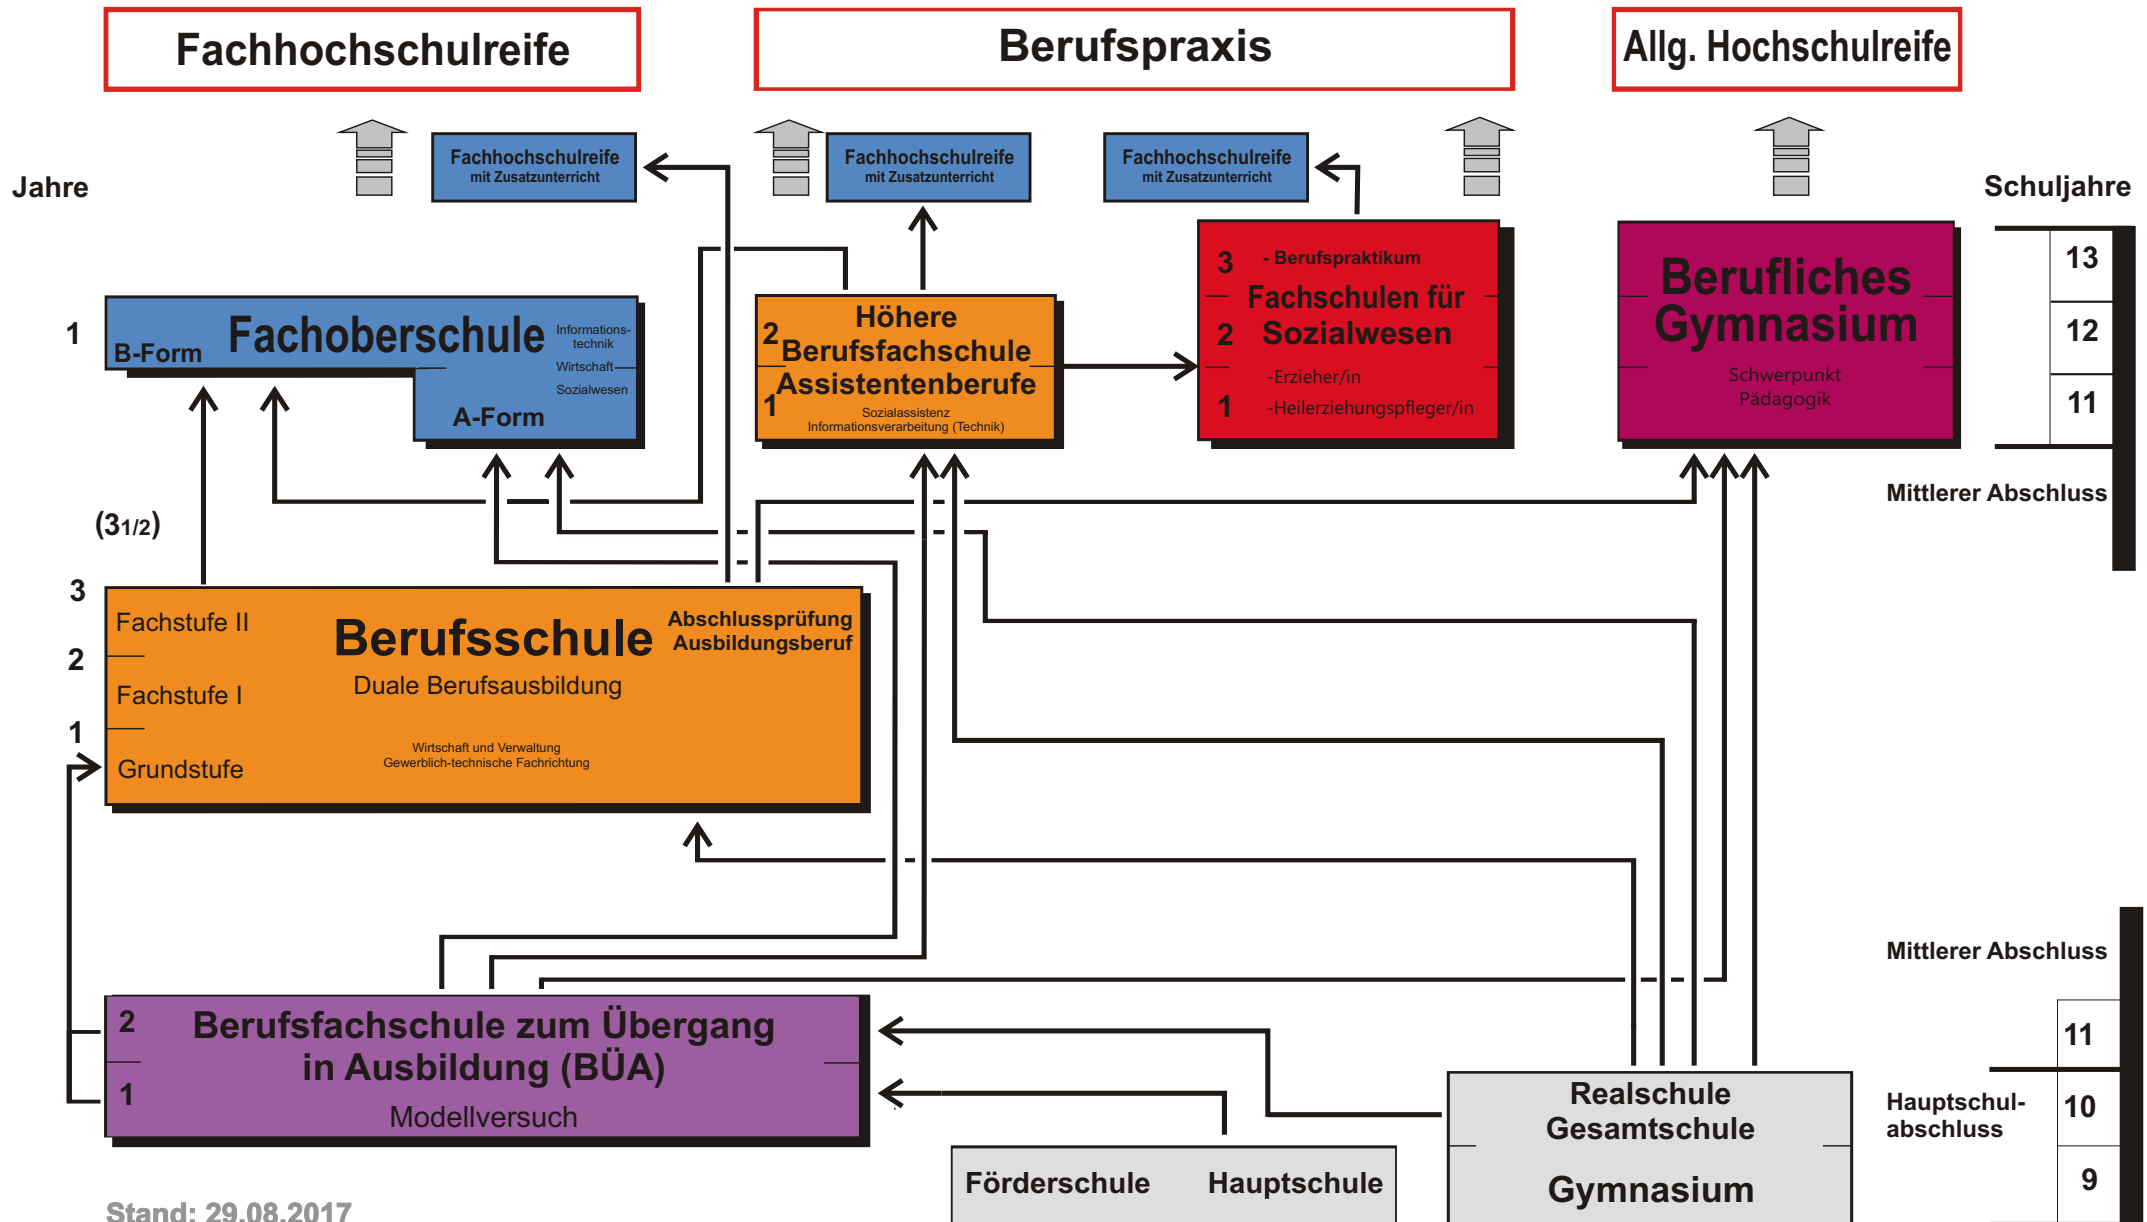 Fachhochschulreife
Berufspraxis
Allg. Hochschulreife
Jahre
Fachhochschulreife
mit Zusatzunterricht
Fachhochschulreife
mit Zusatzunterricht
Fachhochschulreife
mit Zusatzunterricht
Schuljahre
1
B-Form
Fachoberschule
Informations-
technik
Wirtschaft
Sozialwesen
A-Form
2
1
Höhere
Berufsfachschule
Assistentenberufe
Sozialassistenz
Informationsverarbeitung (Technik)
3
- Berufspraktikum
Fachschulen für
2
Sozialwesen
-Erzieher/in
1
-Heilerziehungspfleger/in
Berufliches
Gymnasium
Schwerpunkt
Pädagogik
13
12
11
Mittlerer Abschluss
(31/2)
3
2
1
Fachstufe II
Fachstufe I
Grundstufe
Berufsschule
Duale Berufsausbildung
Wirtschaft und Verwaltung
Gewerblich-technische Fachrichtung
Abschlussprüfung
Ausbildungsberuf
Mittlerer Abschluss
2
1
Berufsfachschule zum Übergang
in Ausbildung (BÜA)
Modellversuch
Förderschule
Hauptschule
Realschule
Gesamtschule
Gymnasium
11
Hauptschul-
abschluss
10
9
Stand: 29.08.2017